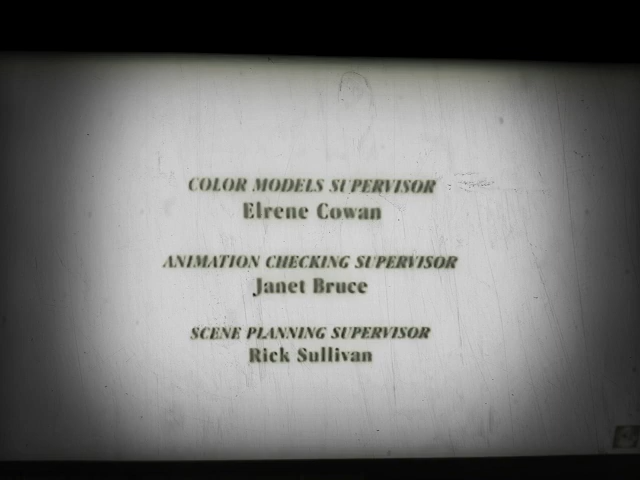 COLOR MODELS SUPERVISOR
Elrene Cowan
ANIMATION CHECKING SUPERVISOR
Janet Bruce
SCENE PLANNING SUPERVISOR
Rick Sullivan